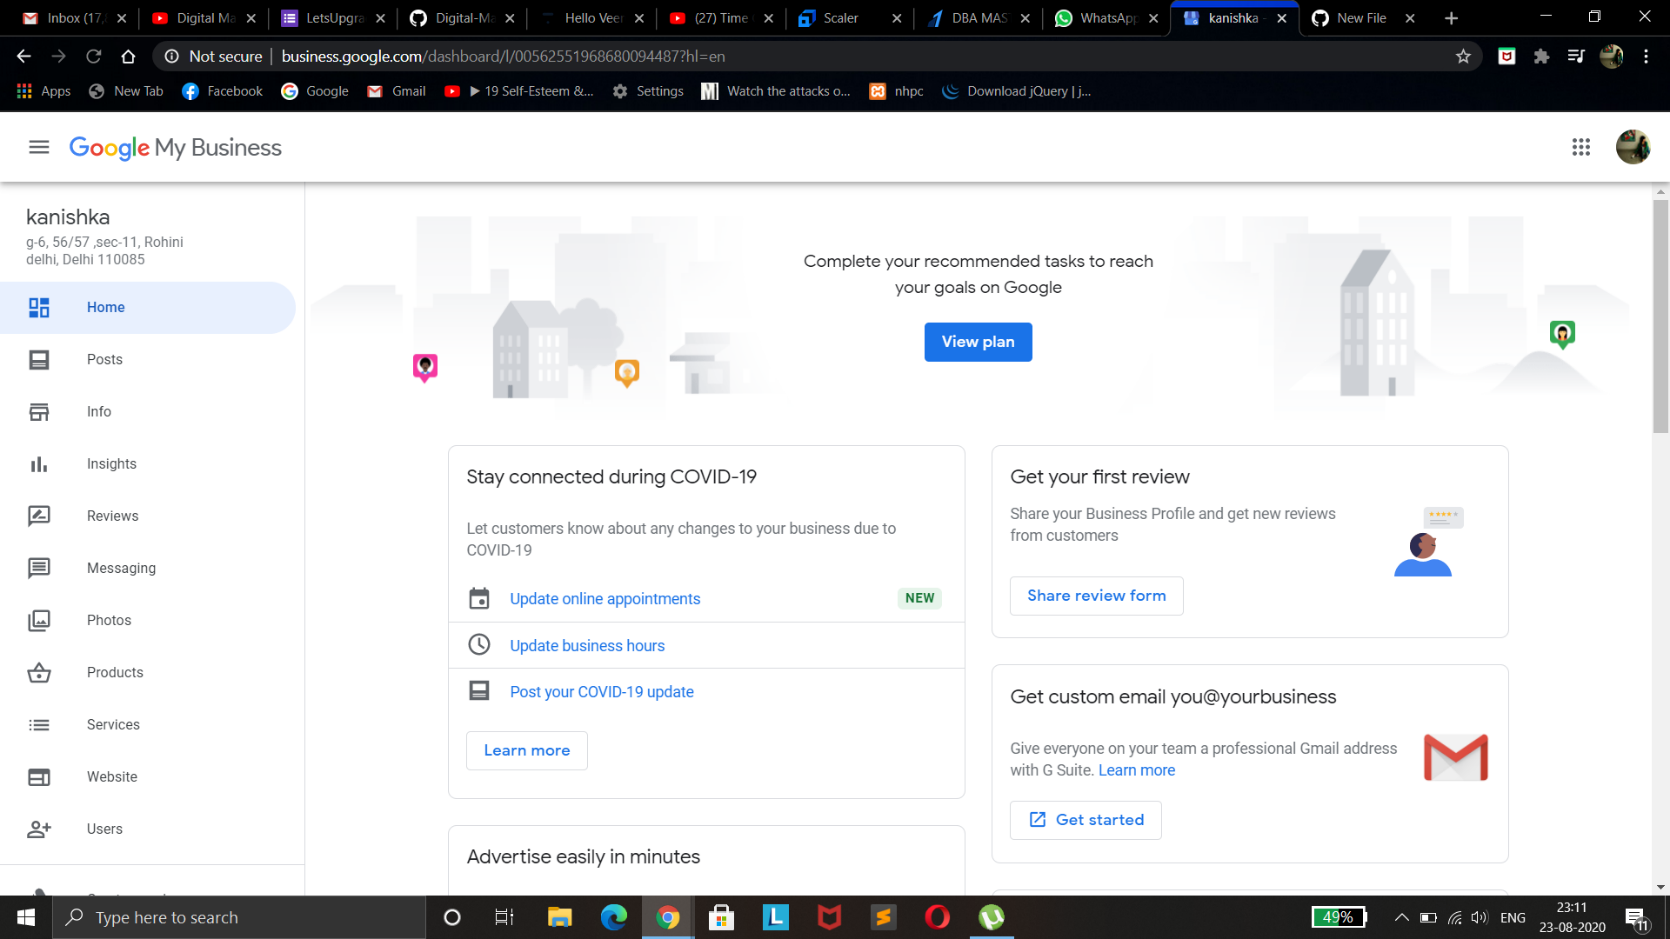 Inbox (17,
Digital Ma
LetsUpgra
Digital-Ma
Hello Veer
(27) Time
Scaler
DBA MAS
WhatsApp
kanishka -
New File
Not secure
business.google.com/dashboard/l/00562551968680094487?hl=en
Apps
New Tab
Facebook
Google
Gmail
▶ 19 Self-Esteem &...
Settings
Watch the attacks o...
nhpc
Download jQuery | j...
Google My Business
kanishka
g-6, 56/57 ,sec-11, Rohini
delhi, Delhi 110085
Home
Posts
Info
Insights
Reviews
Messaging
Photos
Products
Services
Website
Users
Complete your recommended tasks to reach
your goals on Google
View plan
Stay connected during COVID-19
Let customers know about any changes to your business due to
COVID-19
Update online appointments
NEW
Update business hours
Post your COVID-19 update
Learn more
Advertise easily in minutes
Get your first review
Share your Business Profile and get new reviews
from customers
Share review form
Get custom email you@yourbusiness
Give everyone on your team a professional Gmail address
with G Suite. Learn more
Get started
Type here to search
L
49%
ENG
23:11
23-08-2020
11